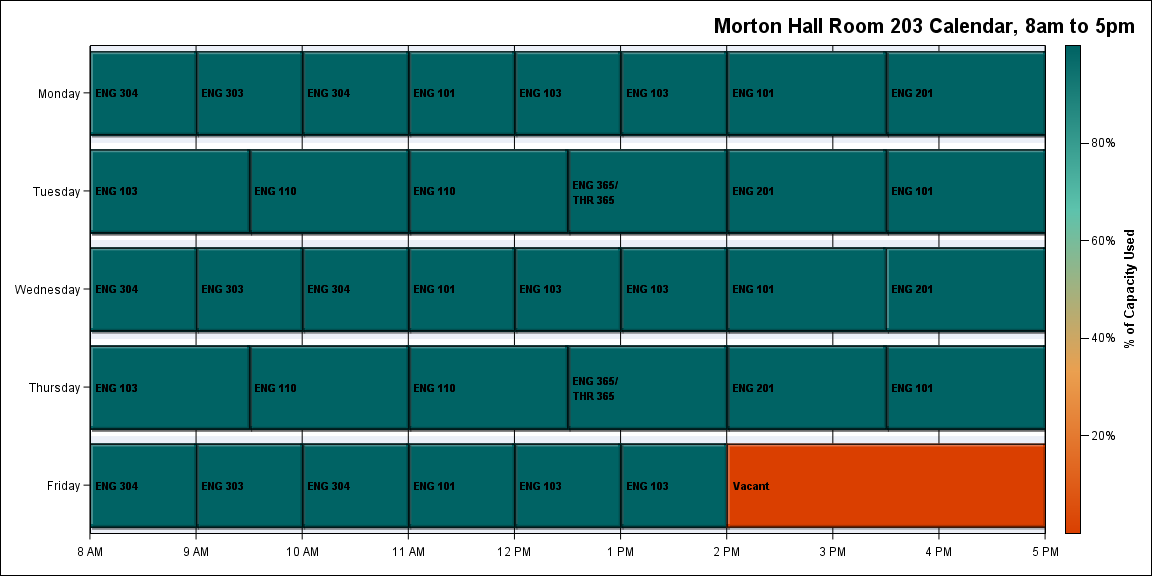 Morton Hall Room 203 Calendar, 8am to 5pm
Monday
ENG 304
ENG 303
ENG 304
ENG 101
ENG 103
ENG 103
ENG 101
ENG 201
Tuesday
ENG 103
ENG 110
ENG 110
ENG 365/
THR 365
ENG 201
ENG 101
Wednesday
ENG 304
ENG 303
ENG 304
ENG 101
ENG 103
ENG 103
ENG 101
ENG 201
Thursday
ENG 103
ENG 110
ENG 110
ENG 365/
THR 365
ENG 201
ENG 101
Friday
ENG 304
ENG 303
ENG 304
ENG 101
ENG 103
ENG 103
Vacant
8 AM
9 AM
10 AM
11 AM
12 PM
1 PM
2 PM
3 PM
4 PM
5 PM
80%
60%
40%
20%
% of Capacity Used